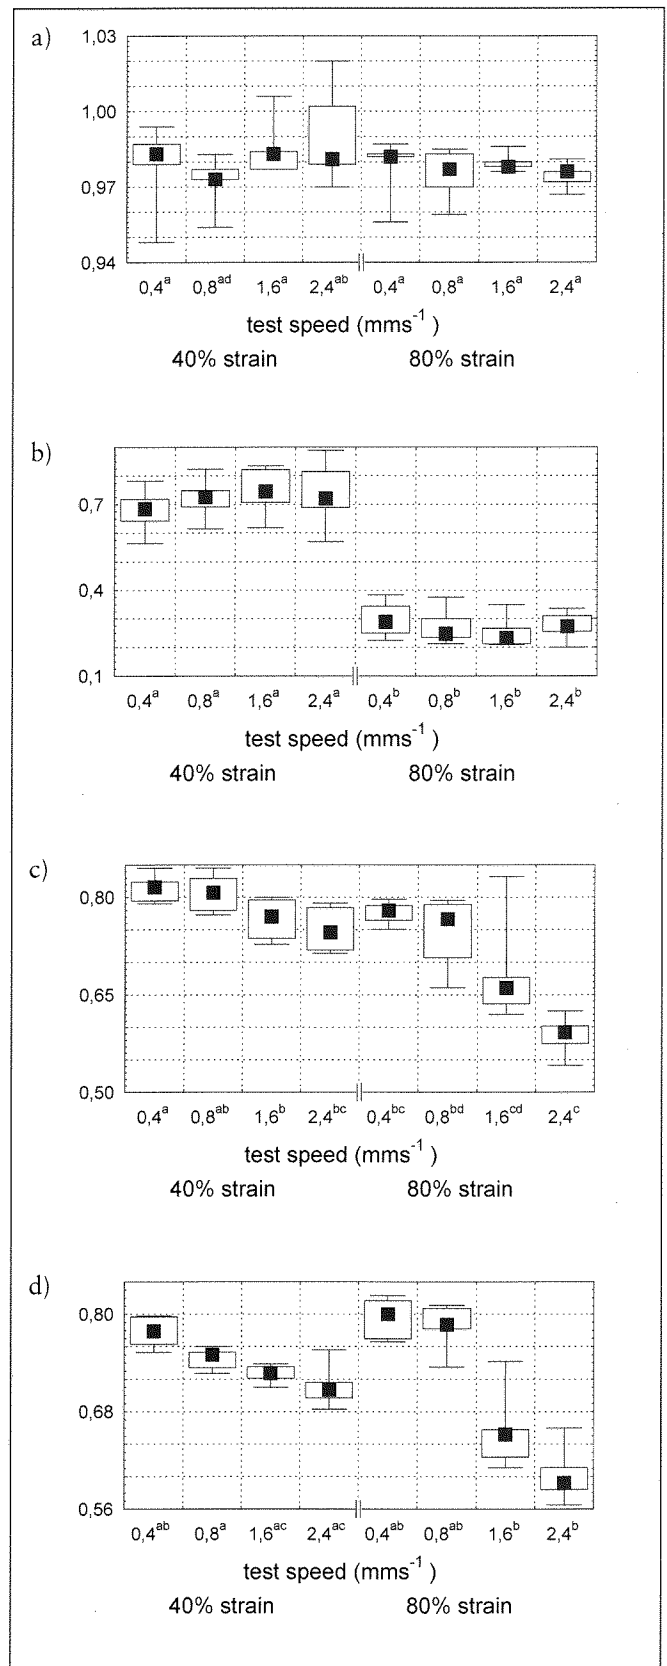 a)
1,03
1,00
0,97
0,94
0,4ᵃ 0,8ᵃᵈ 1,6ᵃ 2,4ᵃᵇ 0,4ᵃ 0,8ᵃ 1,6ᵃ 2,4ᵃ
test speed (mms⁻¹ )
40% strain 80% strain
b)
0,7
0,4
0,1
0,4ᵃ 0,8ᵃ 1,6ᵃ 2,4ᵃ 0,4ᵇ 0,8ᵇ 1,6ᵇ 2,4ᵇ
test speed (mms⁻¹ )
40% strain 80% strain
c)
0,80
0,65
0,50
0,4ᵃ 0,8ᵃᵇ 1,6ᵇ 2,4ᵇᶜ 0,4ᵇᶜ 0,8ᵇᵈ 1,6ᶜᵈ 2,4ᶜ
test speed (mms⁻¹ )
40% strain 80% strain
d)
0,80
0,68
0,56
0,4ᵃᵇ 0,8ᵃ 1,6ᵃᶜ 2,4ᵃᶜ 0,4ᵃᵇ 0,8ᵃᵇ 1,6ᵇ 2,4ᵇ
test speed (mms⁻¹ )
40% strain 80% strain